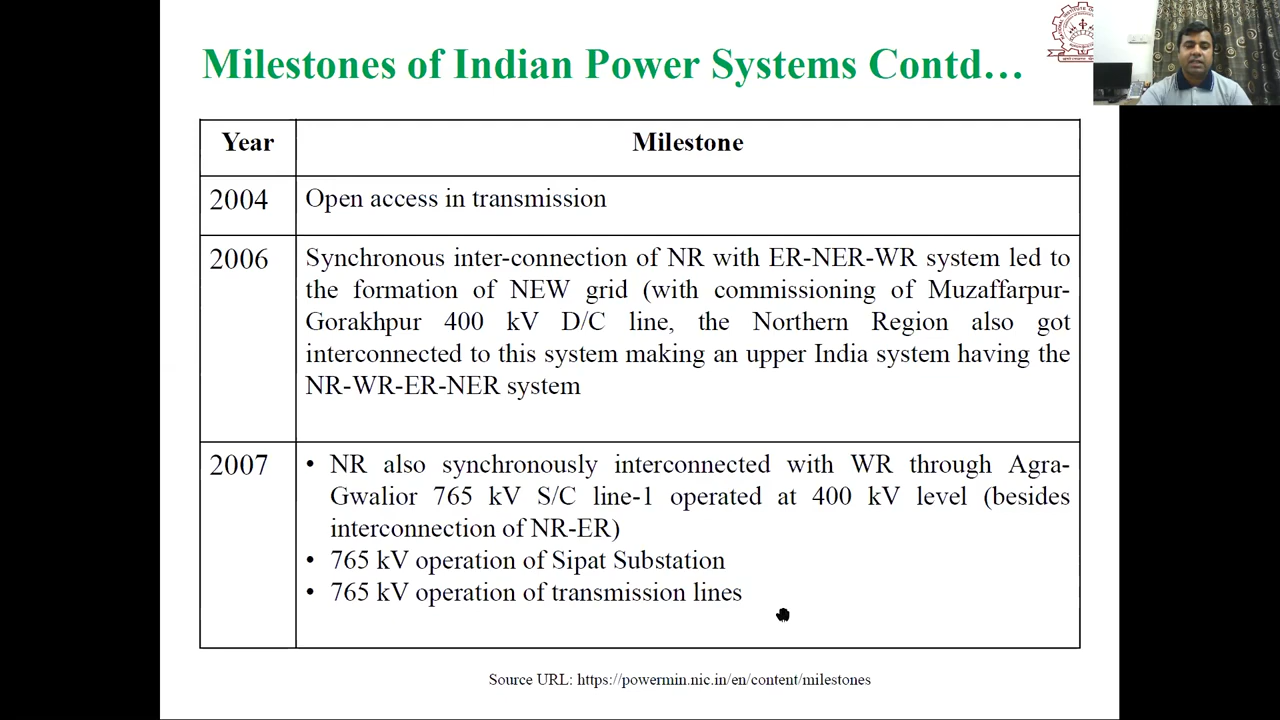 Milestones of Indian Power Systems Contd…
Year Milestone
2004 Open access in transmission
2006 Synchronous inter-connection of NR with ER-NER-WR system led to
the formation of NEW grid (with commissioning of Muzaffarpur-
Gorakhpur 400 kV D/C line, the Northern Region also got
interconnected to this system making an upper India system having the
NR-WR-ER-NER system
2007 • NR also synchronously interconnected with WR through Agra-
Gwalior 765 kV S/C line-1 operated at 400 kV level (besides
interconnection of NR-ER)
• 765 kV operation of Sipat Substation
• 765 kV operation of transmission lines
Source URL: https://powermin.nic.in/en/content/milestones